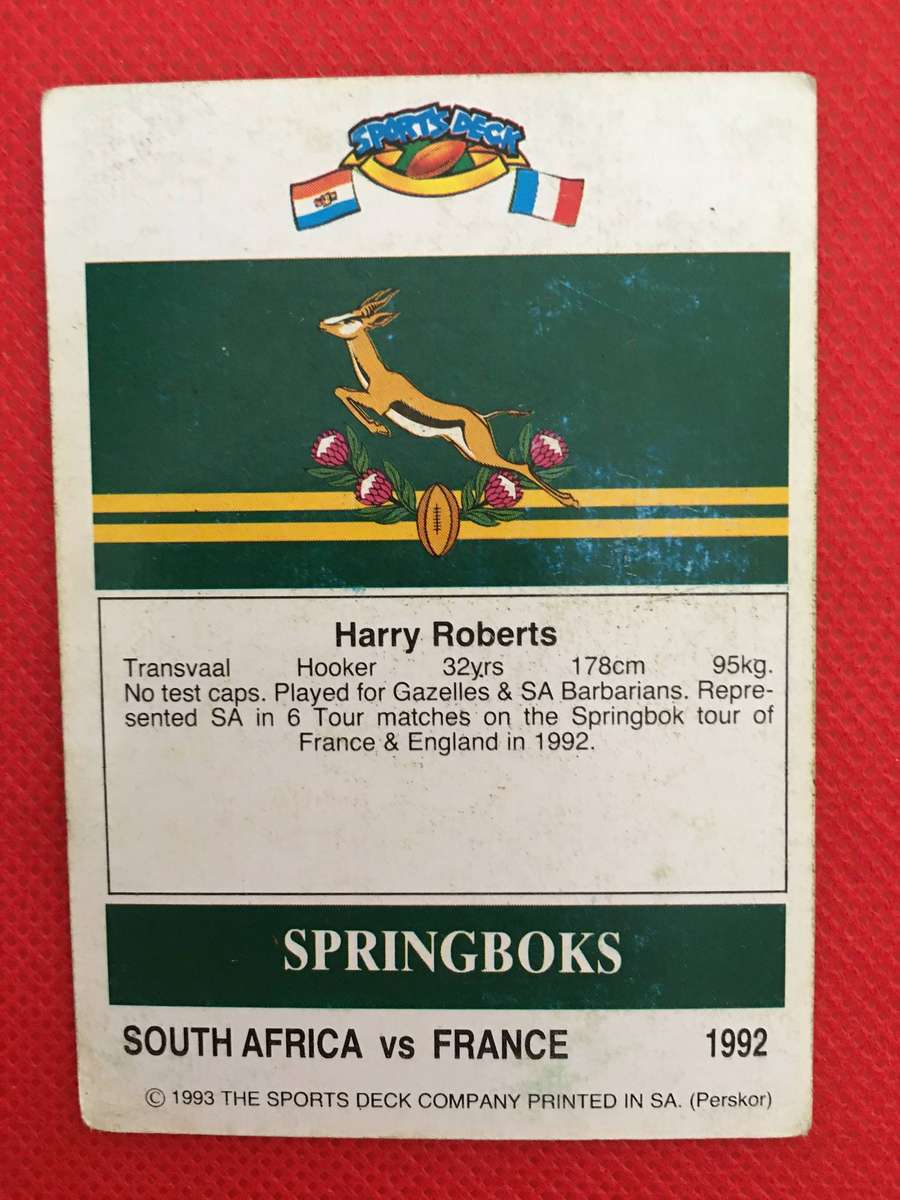 SPORTS DECK
Harry Roberts
Transvaal Hooker 32yrs 178cm 95kg.
No test caps. Played for Gazelles & SA Barbarians. Repre-
sented SA in 6 Tour matches on the Springbok tour of
France & England in 1992.
SPRINGBOKS
SOUTH AFRICA vs FRANCE 1992
© 1993 THE SPORTS DECK COMPANY PRINTED IN SA. (Perskor)